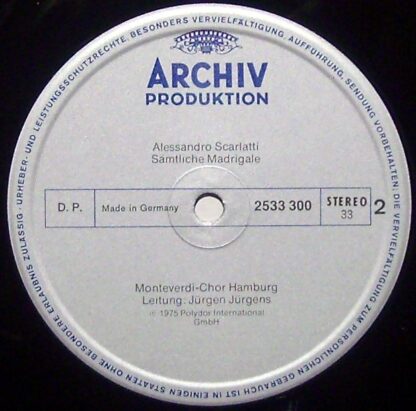 URHEBER- UND LEISTUNGSSCHUTZRECHTE, BESONDERS VERVIELFÄLTIGUNG, AUFFÜHRUNG, SENDUNG VORBEHALTEN. DIE VERVIELFÄLTIGUNG ZUM PERSÖNLICHEN GEBRAUCH IST IN EINIGEN STAATEN OHNE BESONDERE ERLAUBNIS ZULÄSSIG ·
ARCHIV
PRODUKTION
Alessandro Scarlatti
Sämtliche Madrigale
D. P. Made in Germany 2533 300 STEREO 33 2
Monteverdi-Chor Hamburg
Leitung: Jürgen Jürgens
℗ 1975 Polydor International
GmbH